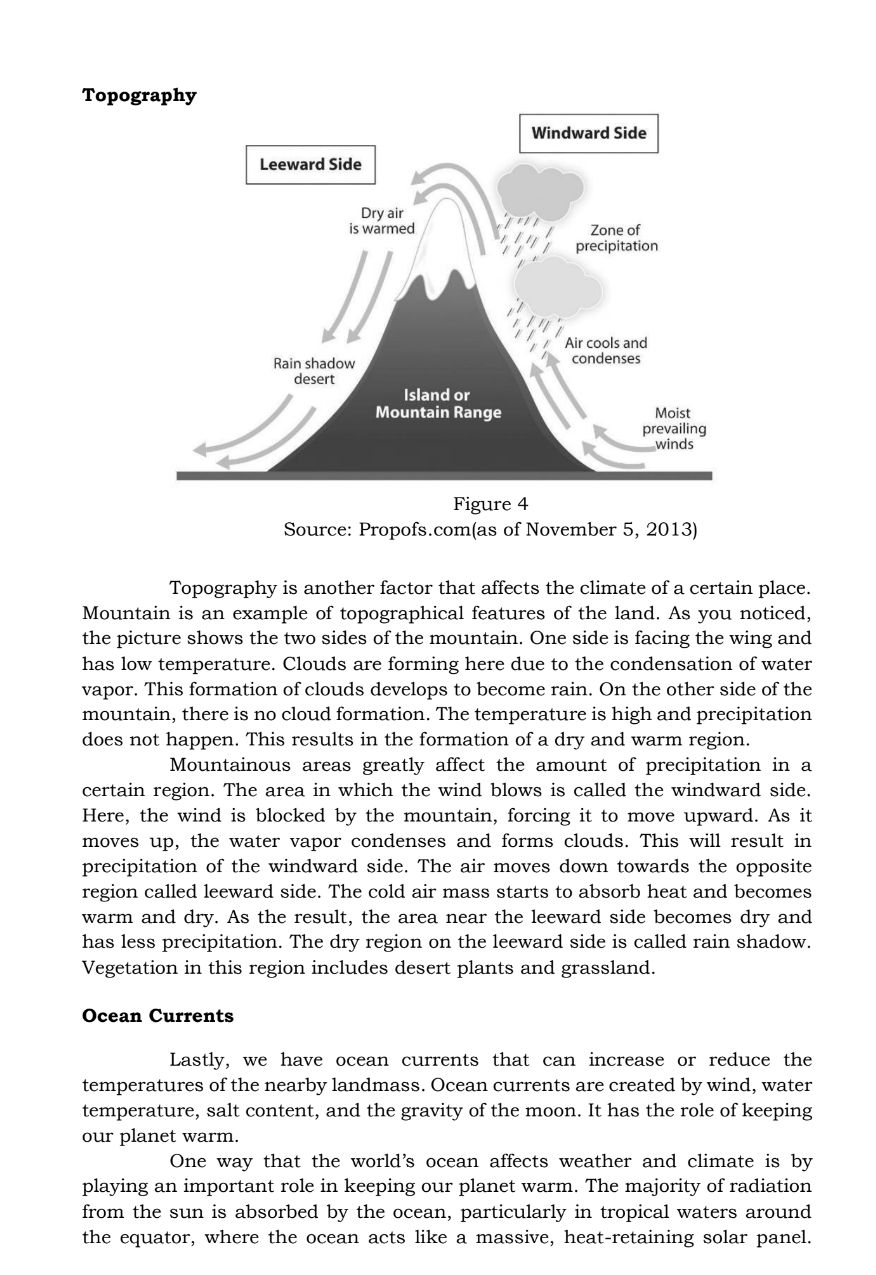 Topography
Windward Side
Leeward Side
Dry air
is warmed
Zone of
precipitation
Air cools and
condenses
Rain shadow
desert
Island or
Mountain Range
Moist
prevailing
winds
Figure 4
Source: Propofs.com(as of November 5, 2013)
Topography is another factor that affects the climate of a certain place.
Mountain is an example of topographical features of the land. As you noticed,
the picture shows the two sides of the mountain. One side is facing the wing and
has low temperature. Clouds are forming here due to the condensation of water
vapor. This formation of clouds develops to become rain. On the other side of the
mountain, there is no cloud formation. The temperature is high and precipitation
does not happen. This results in the formation of a dry and warm region.
Mountainous areas greatly affect the amount of precipitation in a
certain region. The area in which the wind blows is called the windward side.
Here, the wind is blocked by the mountain, forcing it to move upward. As it
moves up, the water vapor condenses and forms clouds. This will result in
precipitation of the windward side. The air moves down towards the opposite
region called leeward side. The cold air mass starts to absorb heat and becomes
warm and dry. As the result, the area near the leeward side becomes dry and
has less precipitation. The dry region on the leeward side is called rain shadow.
Vegetation in this region includes desert plants and grassland.
Ocean Currents
Lastly, we have ocean currents that can increase or reduce the
temperatures of the nearby landmass. Ocean currents are created by wind, water
temperature, salt content, and the gravity of the moon. It has the role of keeping
our planet warm.
One way that the world’s ocean affects weather and climate is by
playing an important role in keeping our planet warm. The majority of radiation
from the sun is absorbed by the ocean, particularly in tropical waters around
the equator, where the ocean acts like a massive, heat-retaining solar panel.